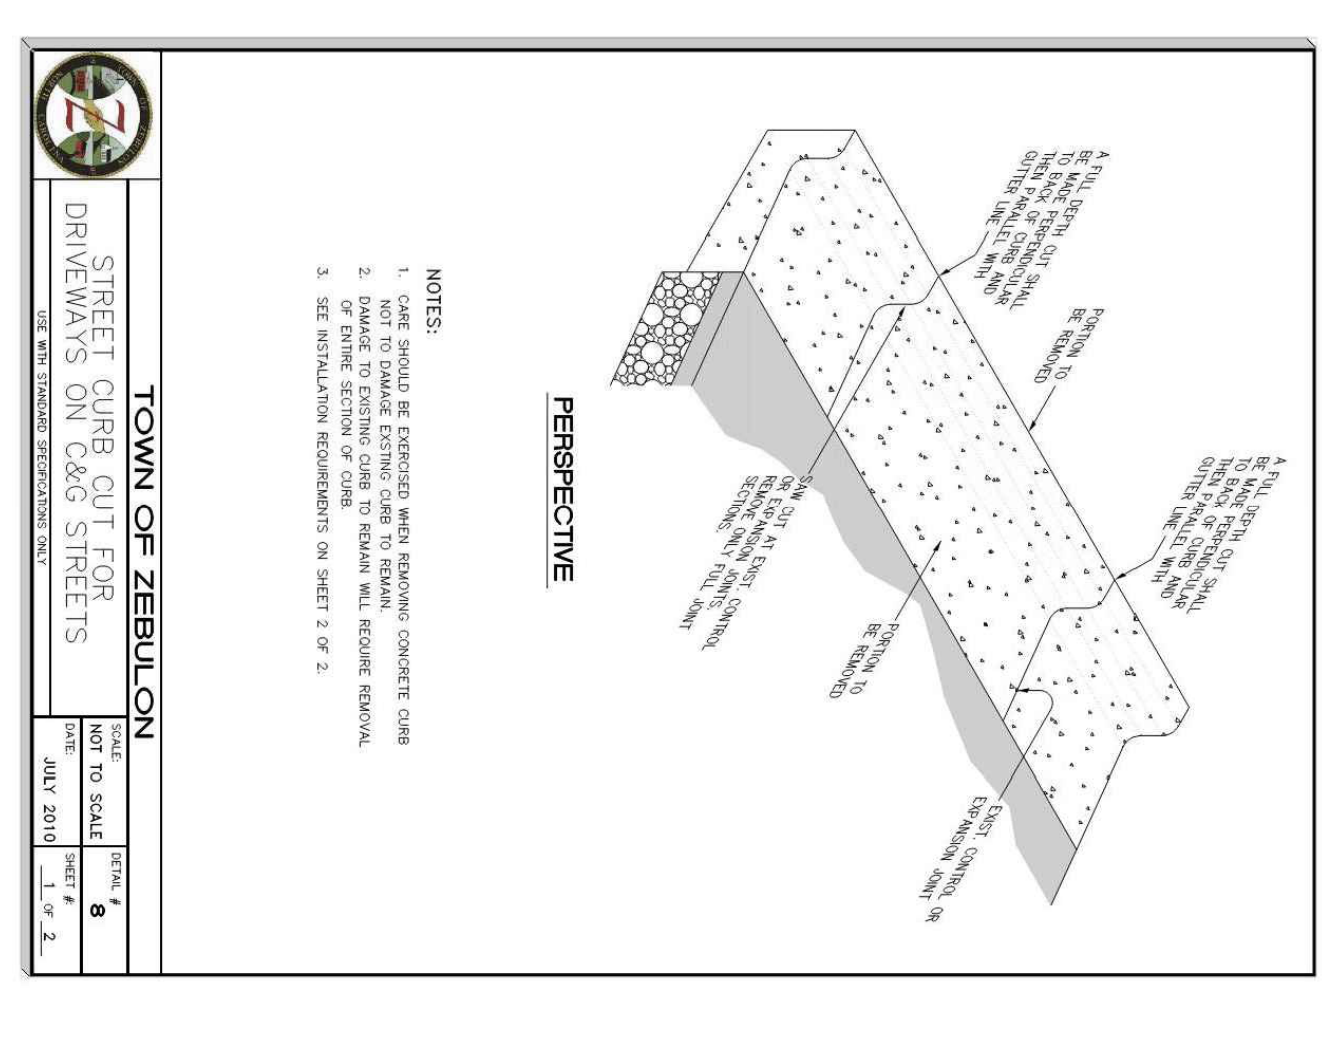 A FULL DEPTH CUT SHALL
BE MADE PERPENDICULAR
TO BACK OF CURB AND
THEN PARALLEL WITH
GUTTER LINE
PORTION TO
BE REMOVED
A FULL DEPTH CUT SHALL
BE MADE PERPENDICULAR
TO BACK OF CURB AND
THEN PARALLEL WITH
GUTTER LINE
SAW CUT AT EXIST. CONTROL
OR EXPANSION JOINTS.
REMOVE ONLY FULL JOINT
SECTIONS
PORTION TO
BE REMOVED
EXIST. CONTROL OR
EXPANSION JOINT
PERSPECTIVE
NOTES:
1. CARE SHOULD BE EXERCISED WHEN REMOVING CONCRETE CURB
NOT TO DAMAGE EXSTING CURB TO REMAIN.
2. DAMAGE TO EXISTING CURB TO REMAIN WILL REQUIRE REMOVAL
OF ENTIRE SECTION OF CURB.
3. SEE INSTALLATION REQUIREMENTS ON SHEET 2 OF 2.
Z
TOWN OF ZEBULON
STREET CURB CUT FOR
DRIVEWAYS ON C&G STREETS
USE WITH STANDARD SPECIFICATIONS ONLY
SCALE:
NOT TO SCALE
DETAIL #
8
DATE:
JULY 2010
SHEET #:
1 OF 2